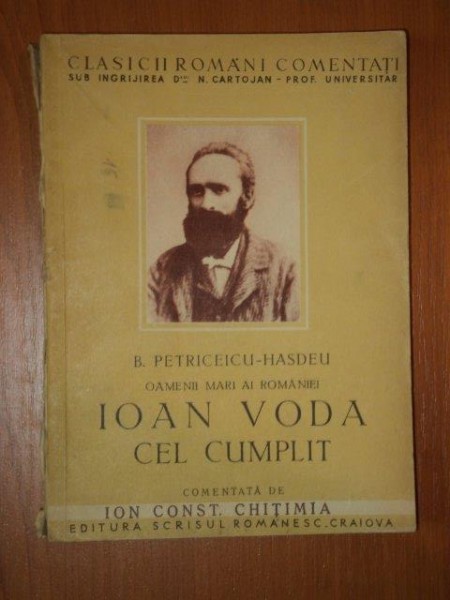 CLASICII ROMÂNI COMENTAȚI
SUB INGRIJIREA D-LUI N. CARTOJAN - PROF. UNIVERSITAR
B. PETRICEICU-HASDEU
OAMENII MARI AI ROMÂNIEI
IOAN VODA
CEL CUMPLIT
COMENTATĂ DE
ION CONST. CHIȚIMIA
EDITURA SCRISUL ROMÂNESC-CRAIOVA